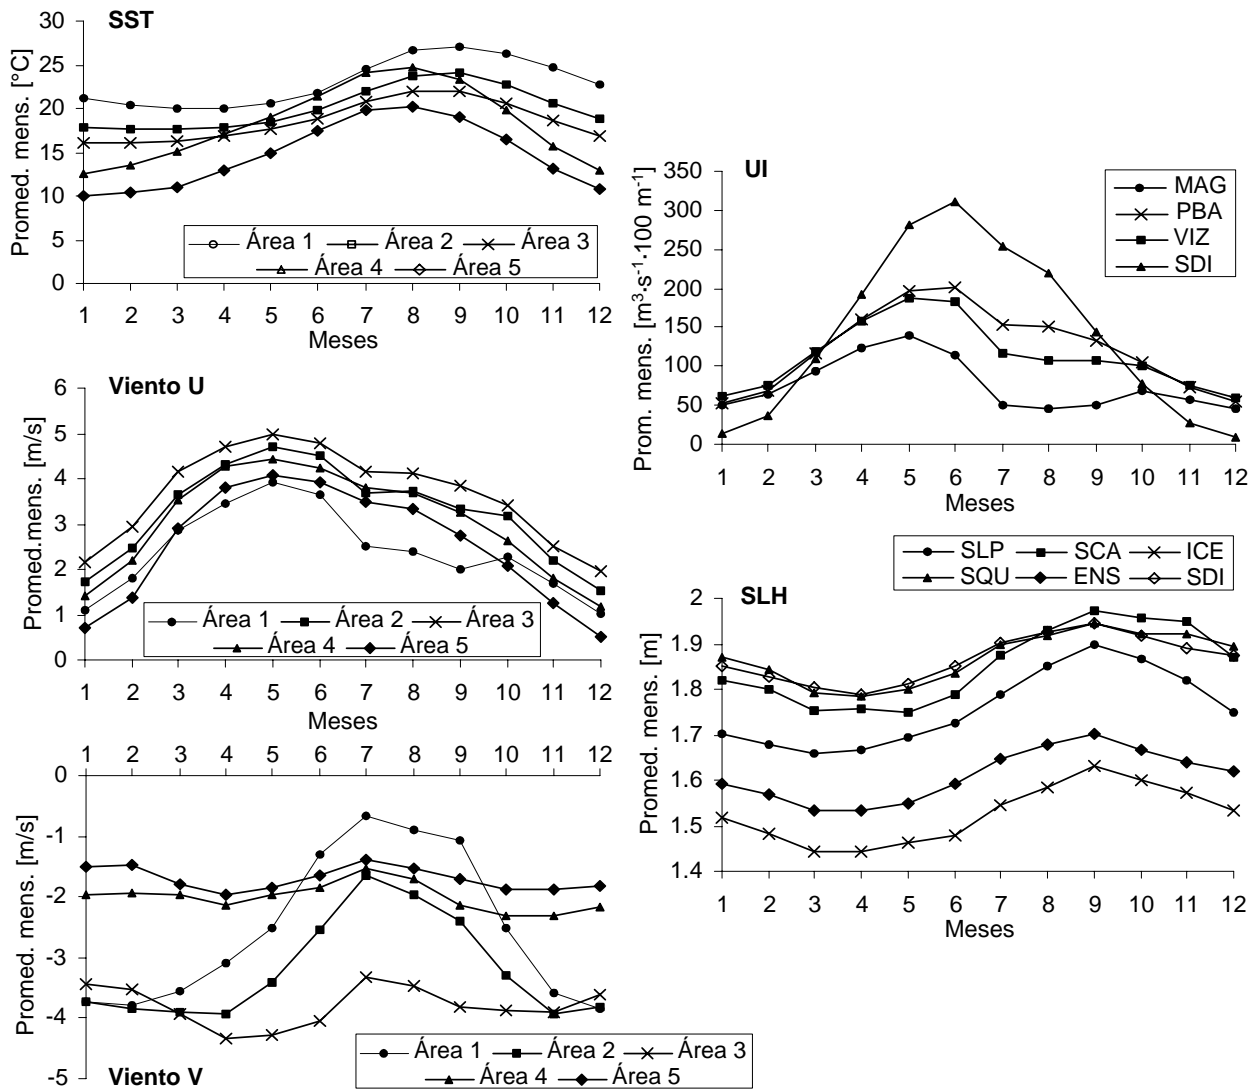 SST
Promed. mens. [°C]
30
25
20
15
10
5
0
Área 1 Área 2 Área 3
Área 4 Área 5
1 2 3 4 5 6 7 8 9 10 11 12
Meses
Viento U
Promed.mens. [m/s]
6
5
4
3
2
1
0
Área 1 Área 2 Área 3
Área 4 Área 5
1 2 3 4 5 6 7 8 9 10 11 12
Meses
1 2 3 4 5 6 7 8 9 10 11 12
Promed. mens. [m/s]
0
-1
-2
-3
-4
-5
Viento V
Área 1 Área 2 Área 3
Área 4 Área 5
UI
Prom. mens. [m³·s⁻¹·100 m⁻¹]
350
300
250
200
150
100
50
0
MAG
PBA
VIZ
SDI
1 2 3 4 5 6 7 8 9 10 11 12
Meses
SLP SCA ICE
SQU ENS SDI
SLH
Promed. mens. [m]
2
1.9
1.8
1.7
1.6
1.5
1.4
1 2 3 4 5 6 7 8 9 10 11 12
Meses